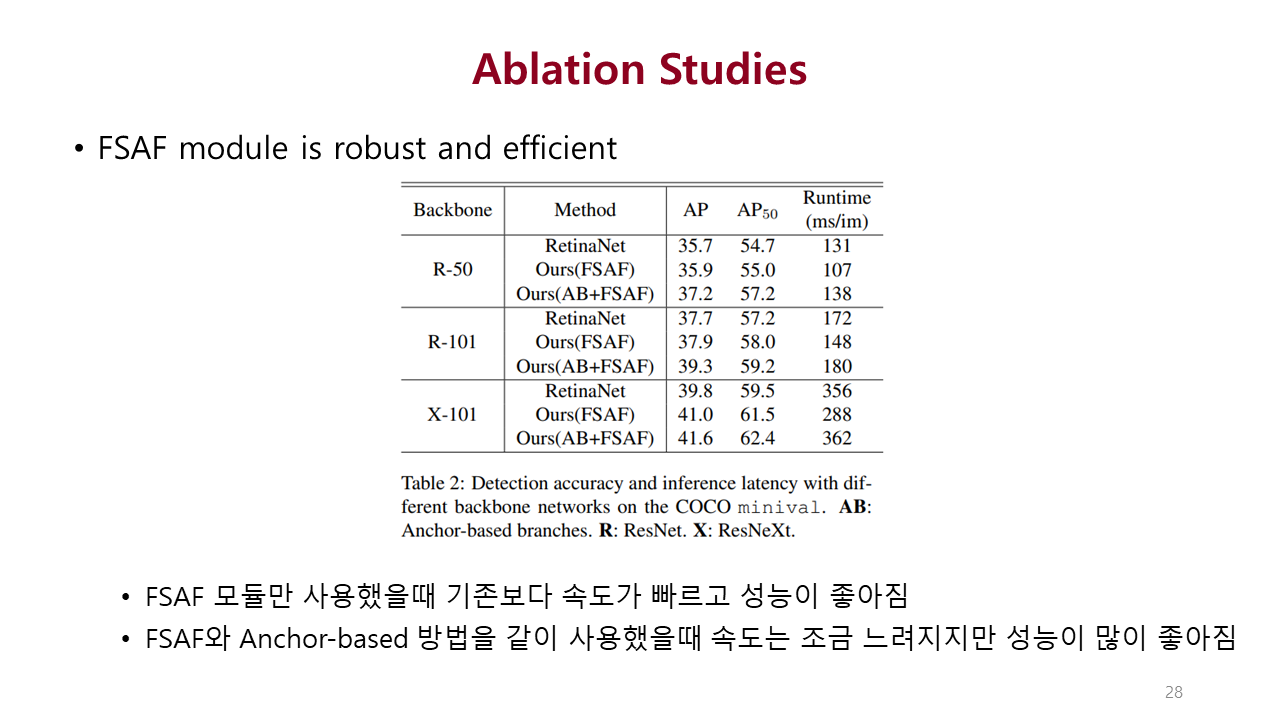 Ablation Studies
• FSAF module is robust and efficient
Backbone Method AP AP50 Runtime (ms/im)
R-50 RetinaNet 35.7 54.7 131
Ours(FSAF) 35.9 55.0 107
Ours(AB+FSAF) 37.2 57.2 138
R-101 RetinaNet 37.7 57.2 172
Ours(FSAF) 37.9 58.0 148
Ours(AB+FSAF) 39.3 59.2 180
X-101 RetinaNet 39.8 59.5 356
Ours(FSAF) 41.0 61.5 288
Ours(AB+FSAF) 41.6 62.4 362
Table 2: Detection accuracy and inference latency with dif-
ferent backbone networks on the COCO minival. AB:
Anchor-based branches. R: ResNet. X: ResNeXt.
• FSAF 모듈만 사용했을때 기존보다 속도가 빠르고 성능이 좋아짐
• FSAF와 Anchor-based 방법을 같이 사용했을때 속도는 조금 느려지지만 성능이 많이 좋아짐
28